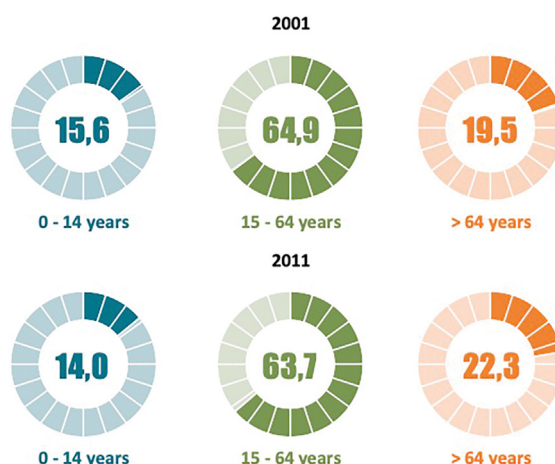 2001
15,6
64,9
19,5
0 - 14 years
15 - 64 years
> 64 years
2011
14,0
63,7
22,3
0 - 14 years
15 - 64 years
> 64 years